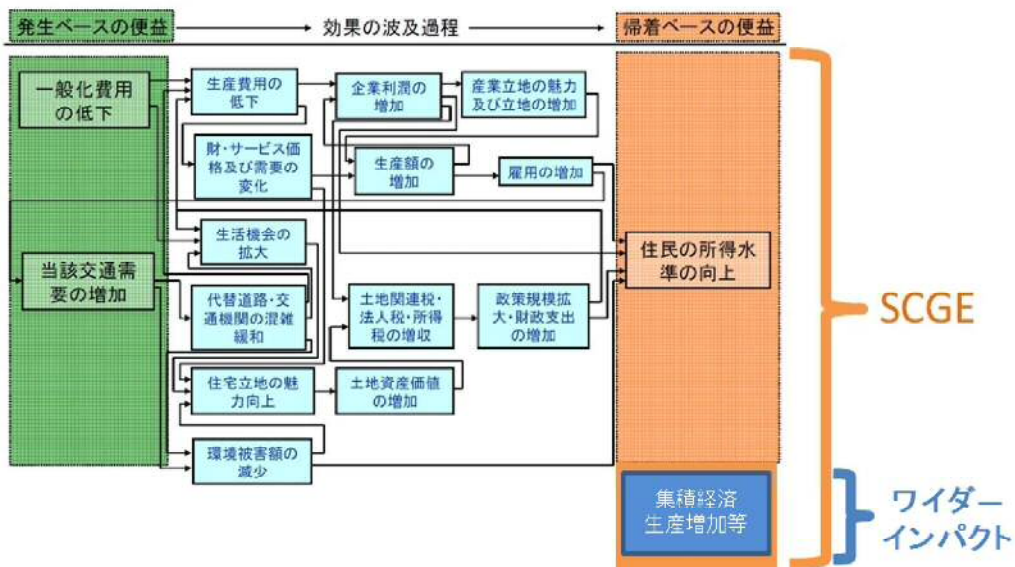 発生ベースの便益
効果の波及過程
帰着ベースの便益
一般化費用
の低下
生産費用の
低下
企業利潤の
増加
産業立地の魅力
及び立地の増加
財・サービス価
格及び需要の
変化
生産額の
増加
雇用の増加
生活機会の
拡大
当該交通需
要の増加
代替道路・交
通機関の混雑
緩和
土地関連税・
法人税・所得
税の増収
政策規模拡
大・財政支出
の増加
住民の所得水
準の向上
住宅立地の魅
力向上
土地資産価値
の増加
環境被害額の
減少
SCGE
集積経済
生産増加等
ワイダー
インパクト